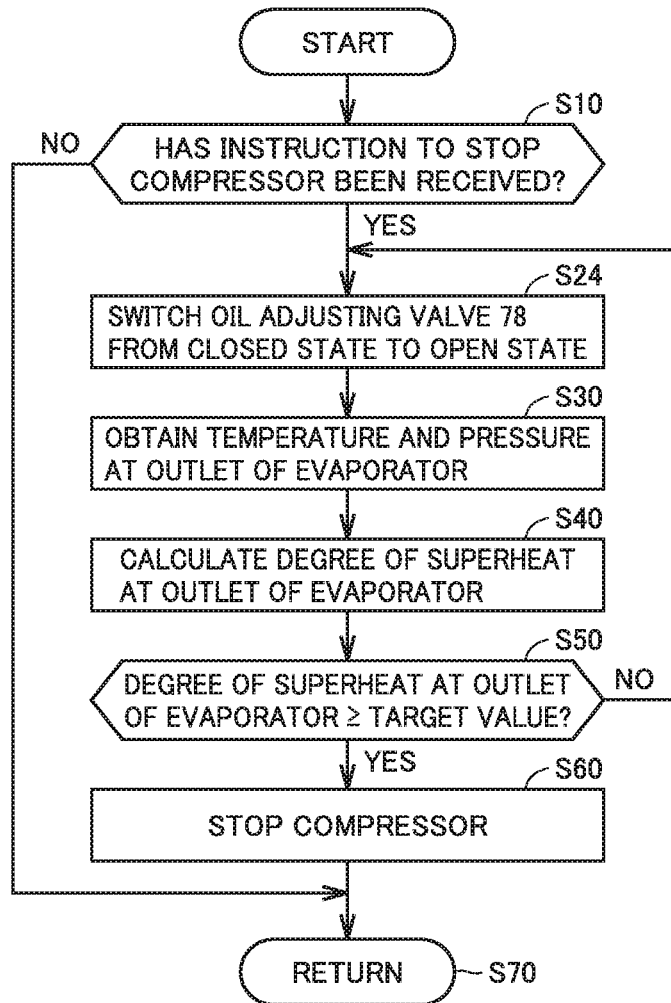 START
S10
NO
HAS INSTRUCTION TO STOP
COMPRESSOR BEEN RECEIVED?
YES
S24
SWITCH OIL ADJUSTING VALVE 78
FROM CLOSED STATE TO OPEN STATE
S30
OBTAIN TEMPERATURE AND PRESSURE
AT OUTLET OF EVAPORATOR
S40
CALCULATE DEGREE OF SUPERHEAT
AT OUTLET OF EVAPORATOR
S50
DEGREE OF SUPERHEAT AT OUTLET
OF EVAPORATOR ≥ TARGET VALUE?
NO
YES
S60
STOP COMPRESSOR
RETURN
S70